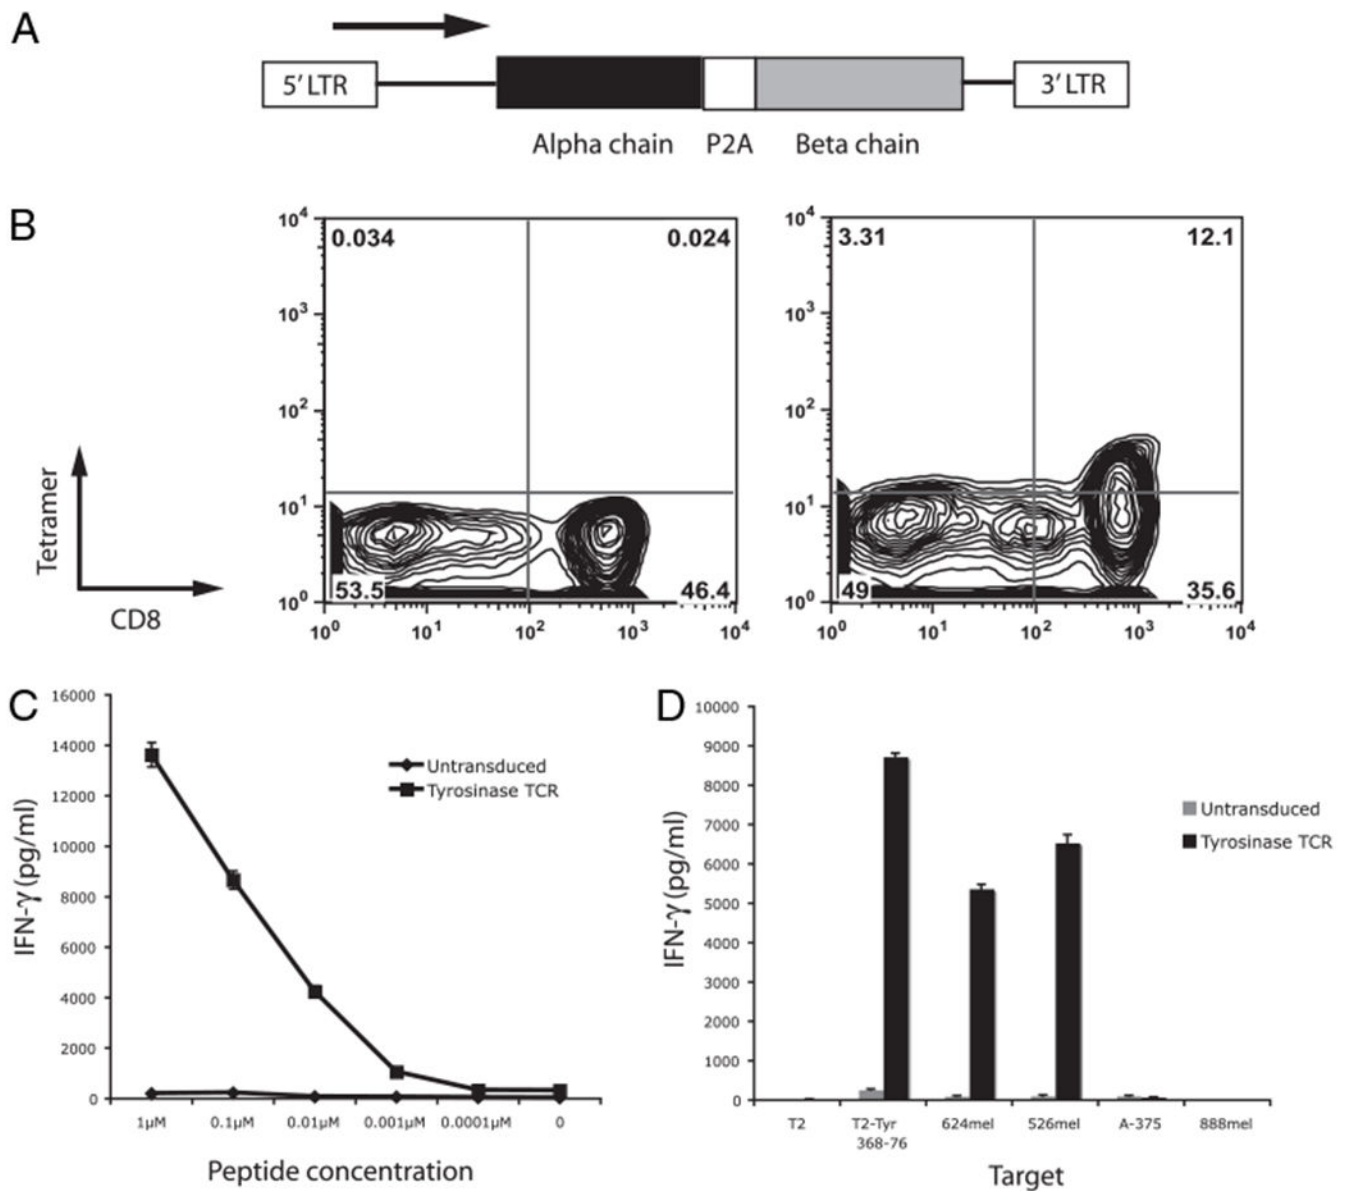 A
5′ LTR
3′ LTR
Alpha chain P2A Beta chain
B
10⁴
0.034 0.024
10³
10²
10¹
10⁰
53.5 46.4
10⁰ 10¹ 10² 10³ 10⁴
Tetramer
CD8
10⁴
3.31 12.1
10³
10²
10¹
10⁰
49 35.6
10⁰ 10¹ 10² 10³ 10⁴
C
16000
14000
12000
10000
8000
6000
4000
2000
0
IFN-γ (pg/ml)
Untransduced
Tyrosinase TCR
1µM 0.1µM 0.01µM 0.001µM 0.0001µM 0
Peptide concentration
D
10000
9000
8000
7000
6000
5000
4000
3000
2000
1000
0
IFN-γ (pg/ml)
Untransduced
Tyrosinase TCR
T2 T2-Tyr 624mel 526mel A-375 888mel
368-76
Target